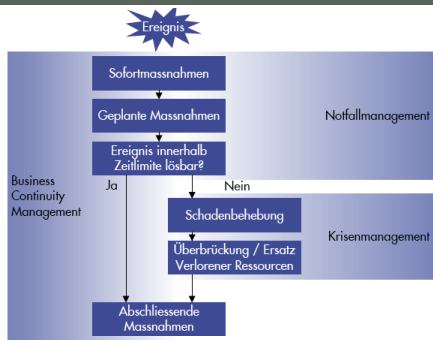 Ereignis
Sofortmassnahmen
Geplante Massnahmen
Notfallmanagement
Ereignis innerhalb
Zeitlimite lösbar?
Business
Continuity
Management
Ja
Nein
Schadenbehebung
Krisenmanagement
Überbrückung / Ersatz
Verlorener Ressourcen
Abschliessende
Massnahmen